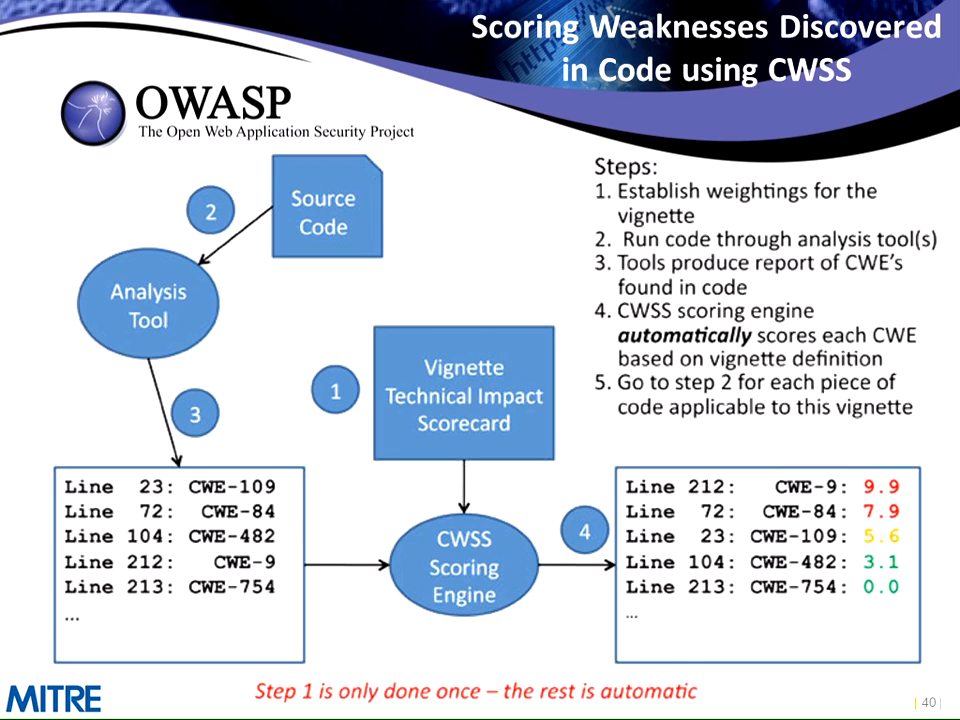 Scoring Weaknesses Discovered
in Code using CWSS
OWASP
The Open Web Application Security Project
http
Source
Code
2
Analysis
Tool
3
1
Vignette
Technical Impact
Scorecard
Steps:
1. Establish weightings for the
vignette
2. Run code through analysis tool(s)
3. Tools produce report of CWE's
found in code
4. CWSS scoring engine
automatically scores each CWE
based on vignette definition
5. Go to step 2 for each piece of
code applicable to this vignette
Line 23: CWE-109
Line 72: CWE-84
Line 104: CWE-482
Line 212: CWE-9
Line 213: CWE-754
...
CWSS
Scoring
Engine
4
Line 212: CWE-9: 9.9
Line 72: CWE-84: 7.9
Line 23: CWE-109: 5.6
Line 104: CWE-482: 3.1
Line 213: CWE-754: 0.0
...
Step 1 is only done once – the rest is automatic
MITRE
| 40 |